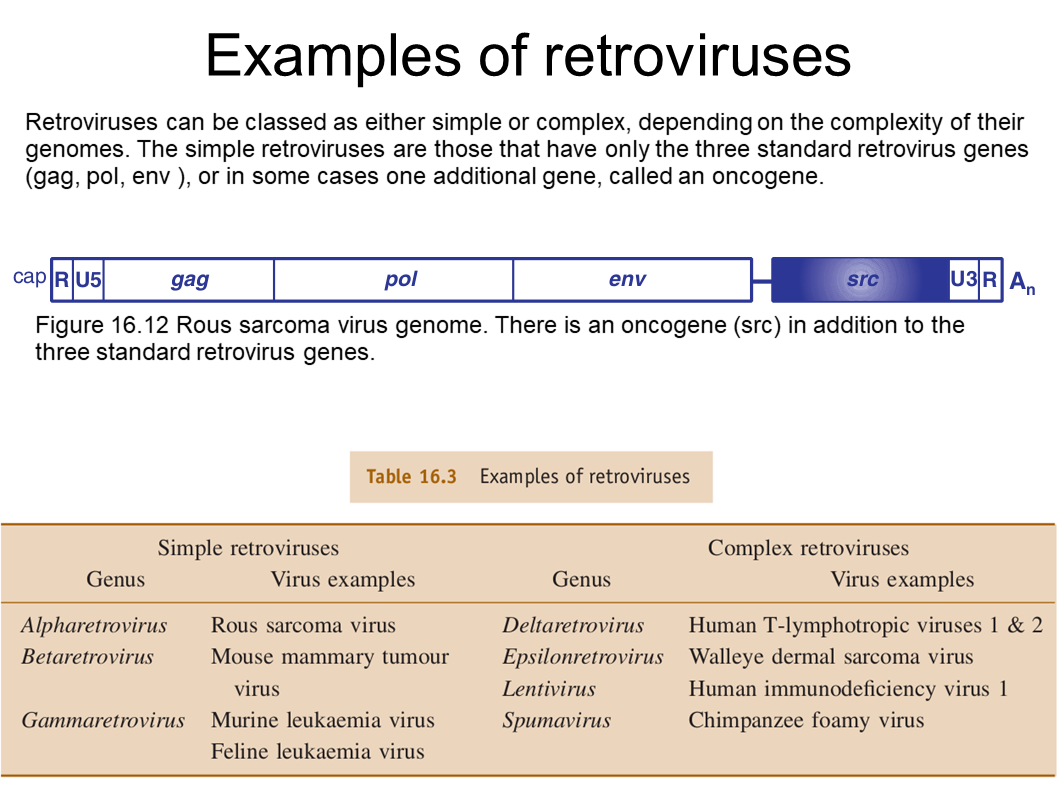 Examples of retroviruses
Retroviruses can be classed as either simple or complex, depending on the complexity of their
genomes. The simple retroviruses are those that have only the three standard retrovirus genes
(gag, pol, env ), or in some cases one additional gene, called an oncogene.
cap R U5 gag pol env src U3 R An
Figure 16.12 Rous sarcoma virus genome. There is an oncogene (src) in addition to the
three standard retrovirus genes.
Table 16.3 Examples of retroviruses
Simple retroviruses Complex retroviruses
Genus Virus examples Genus Virus examples
Alpharetrovirus Rous sarcoma virus Deltaretrovirus Human T-lymphotropic viruses 1 & 2
Betaretrovirus Mouse mammary tumour Epsilonretrovirus Walleye dermal sarcoma virus
virus Lentivirus Human immunodeficiency virus 1
Gammaretrovirus Murine leukaemia virus Spumavirus Chimpanzee foamy virus
Feline leukaemia virus